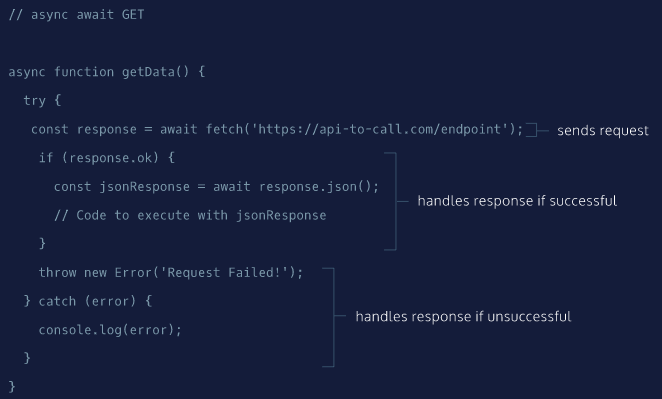 // async await GET
async function getData() {
try {
const response = await fetch('https://api-to-call.com/endpoint');
sends request
if (response.ok) {
const jsonResponse = await response.json();
handles response if successful
// Code to execute with jsonResponse
}
throw new Error('Request Failed!');
} catch (error) {
handles response if unsuccessful
console.log(error);
}
}